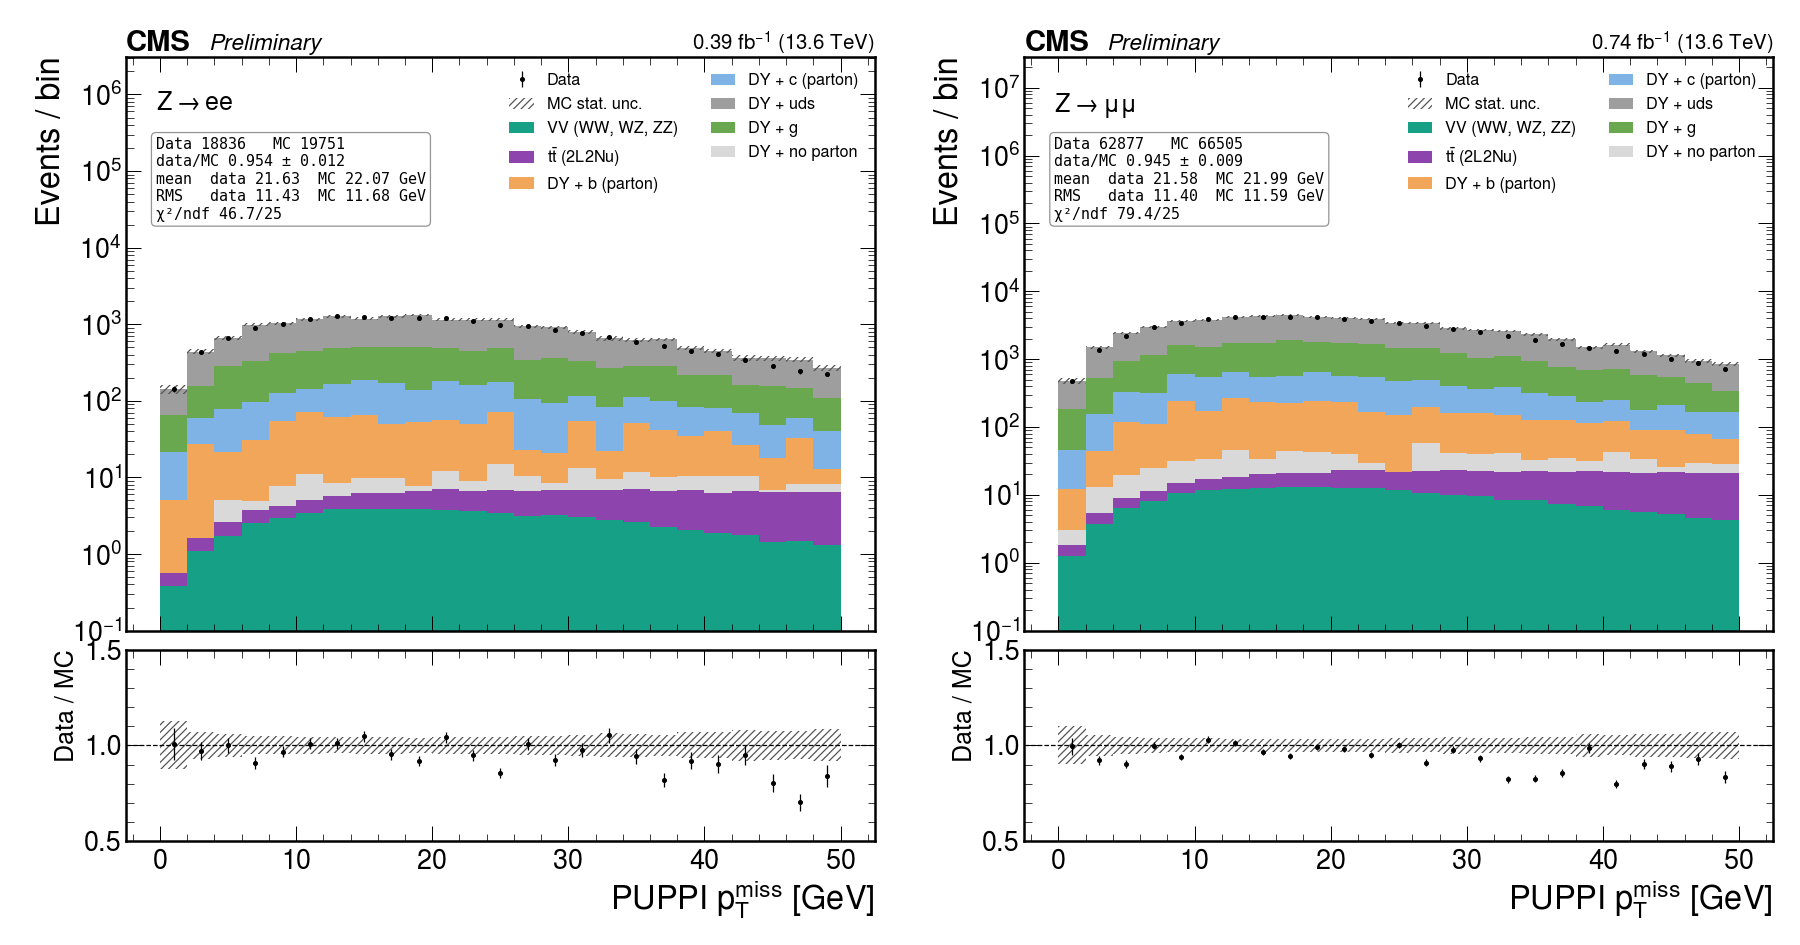 CMS Preliminary 0.39 fb⁻¹ (13.6 TeV)
Events / bin
10⁶
10⁵
10⁴
10³
10²
10¹
10⁰
10⁻¹
Z → ee
Data 18836 MC 19751
data/MC 0.954 ± 0.012
mean data 21.63 MC 22.07 GeV
RMS data 11.43 MC 11.68 GeV
χ²/ndf 46.7/25
Data
MC stat. unc.
VV (WW, WZ, ZZ)
tt̄ (2L2Nu)
DY + b (parton)
DY + c (parton)
DY + uds
DY + g
DY + no parton
Data / MC
1.5
1.0
0.5
0 10 20 30 40 50
PUPPI p_T^miss [GeV]
CMS Preliminary 0.74 fb⁻¹ (13.6 TeV)
Events / bin
10⁷
10⁶
10⁵
10⁴
10³
10²
10¹
10⁰
10⁻¹
Z → μμ
Data 62877 MC 66505
data/MC 0.945 ± 0.009
mean data 21.58 MC 21.99 GeV
RMS data 11.40 MC 11.59 GeV
χ²/ndf 79.4/25
Data
MC stat. unc.
VV (WW, WZ, ZZ)
tt̄ (2L2Nu)
DY + b (parton)
DY + c (parton)
DY + uds
DY + g
DY + no parton
Data / MC
1.5
1.0
0.5
0 10 20 30 40 50
PUPPI p_T^miss [GeV]